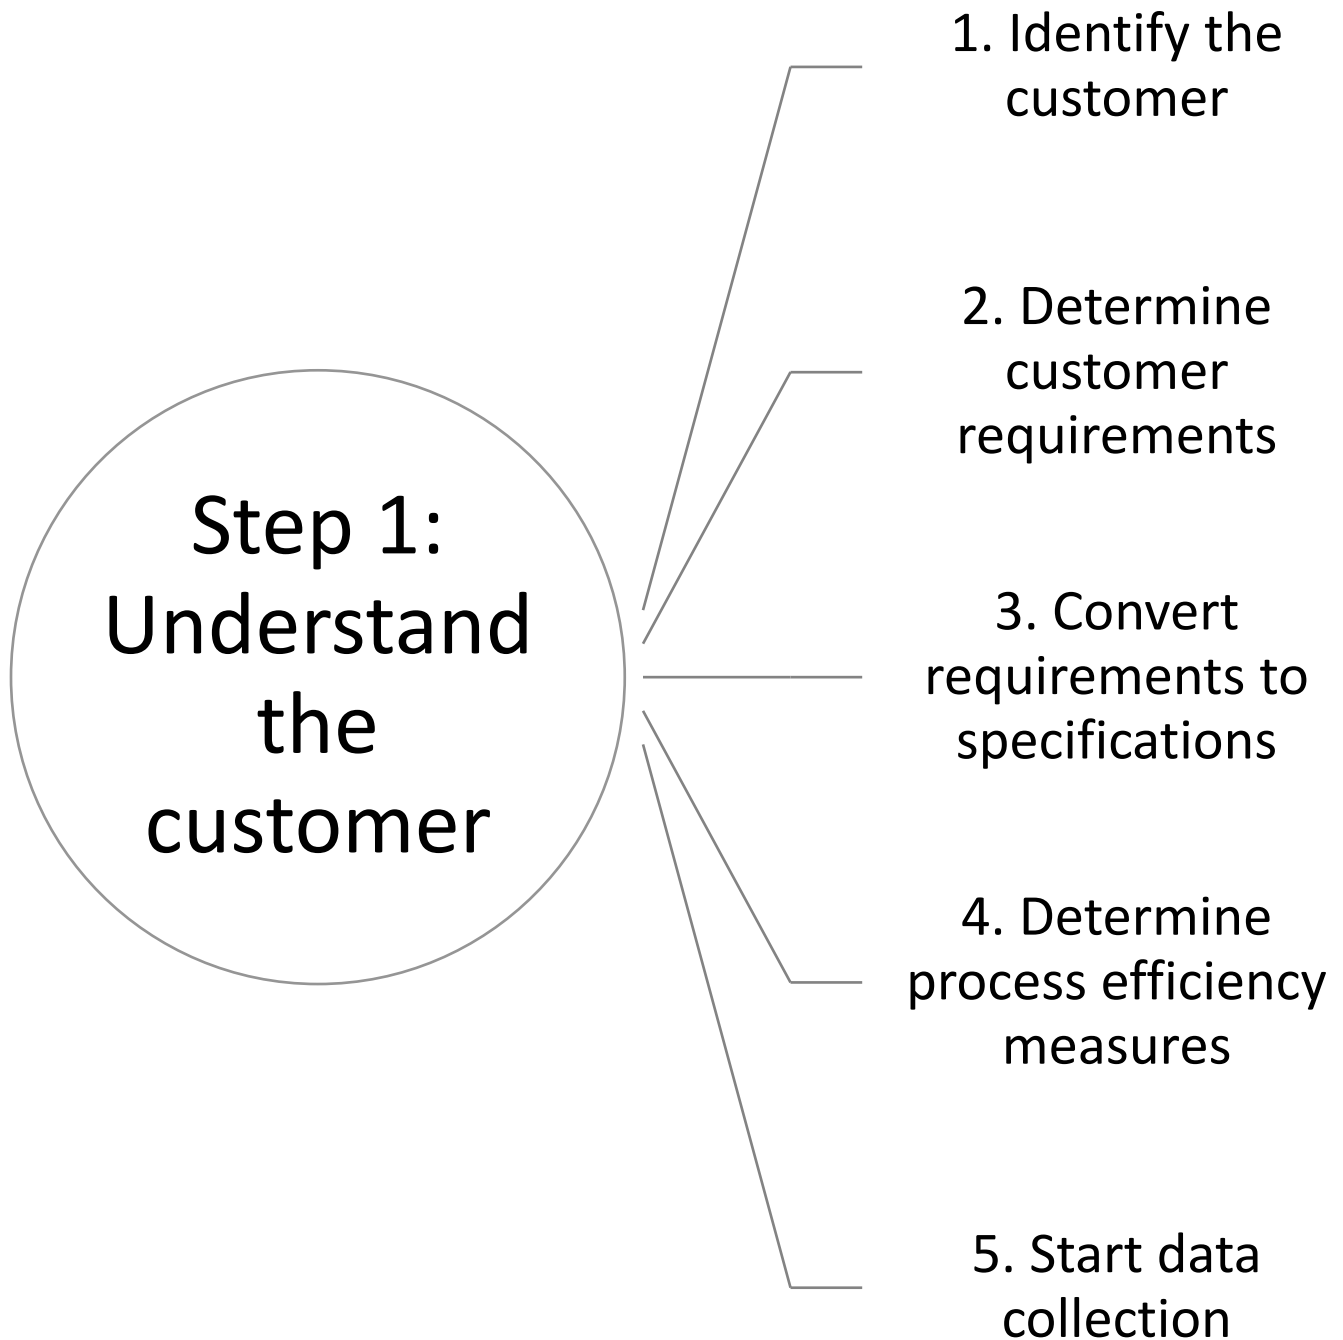 Step 1:
Understand
the
customer
1. Identify the
customer
2. Determine
customer
requirements
3. Convert
requirements to
specifications
4. Determine
process efficiency
measures
5. Start data
collection